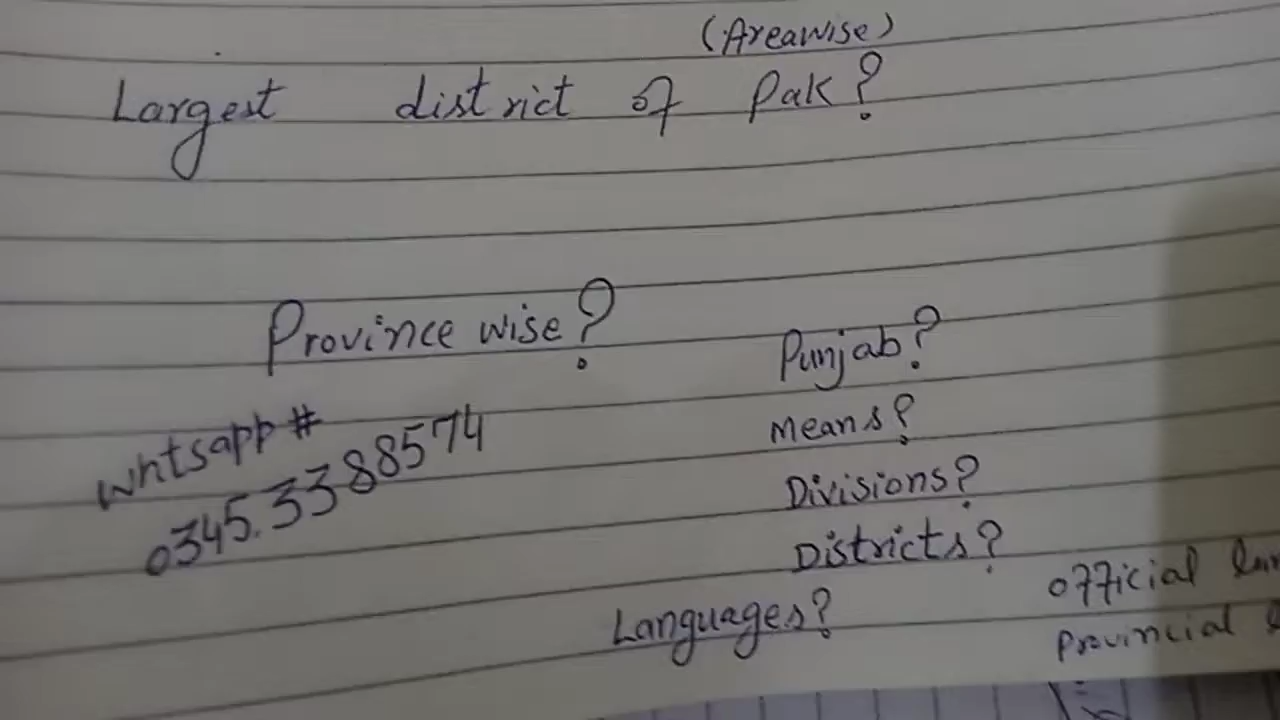 (Areawise)
Largest district of Pak?
Province wise?
Punjab?
Means?
Divisions?
Districts?
whtsapp #
0345.3388574
Languages?
official
Provincial